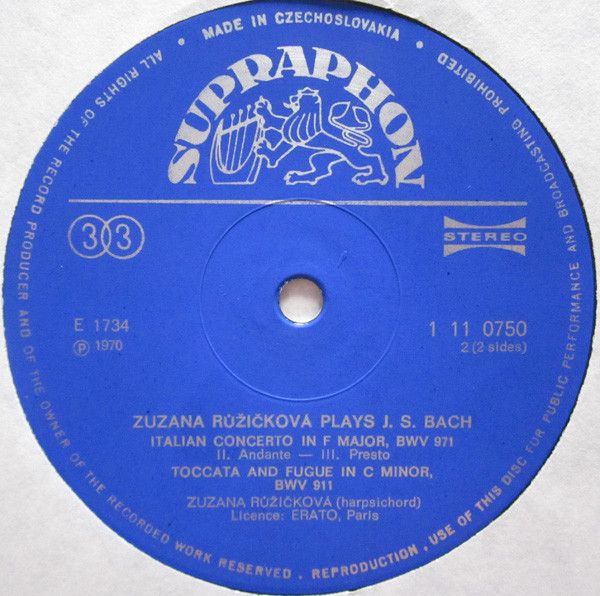 ALL RIGHTS OF THE RECORD PRODUCER AND OF THE OWNER OF THE RECORDED WORK RESERVED . REPRODUCTION , USE OF THIS DISC FOR PUBLIC PERFORMANCE AND BROADCASTING PROHIBITED
• MADE IN CZECHOSLOVAKIA •
SUPRAPHON
33
STEREO
E 1734
1 11 0750
Ⓟ 1970
2 (2 sides)
ZUZANA RŮŽIČKOVÁ PLAYS J. S. BACH
ITALIAN CONCERTO IN F MAJOR, BWV 971
II. Andante — III. Presto
TOCCATA AND FUGUE IN C MINOR,
BWV 911
ZUZANA RŮŽIČKOVÁ (harpsichord)
Licence: ERATO, Paris